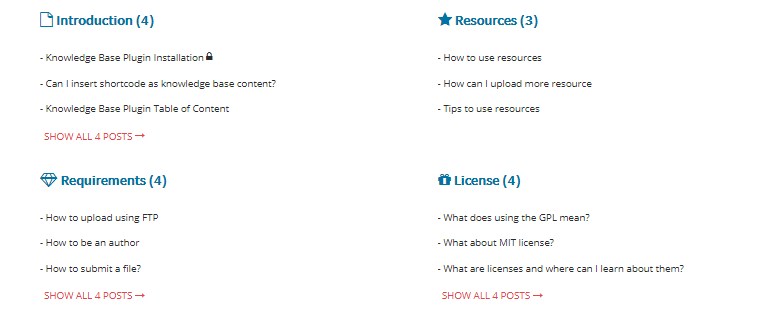 Introduction (4)
- Knowledge Base Plugin Installation
- Can I insert shortcode as knowledge base content?
- Knowledge Base Plugin Table of Content
SHOW ALL 4 POSTS →
Resources (3)
- How to use resources
- How can I upload more resource
- Tips to use resources
Requirements (4)
- How to upload using FTP
- How to be an author
- How to submit a file?
SHOW ALL 4 POSTS →
License (4)
- What does using the GPL mean?
- What about MIT license?
- What are licenses and where can I learn about them?
SHOW ALL 4 POSTS →